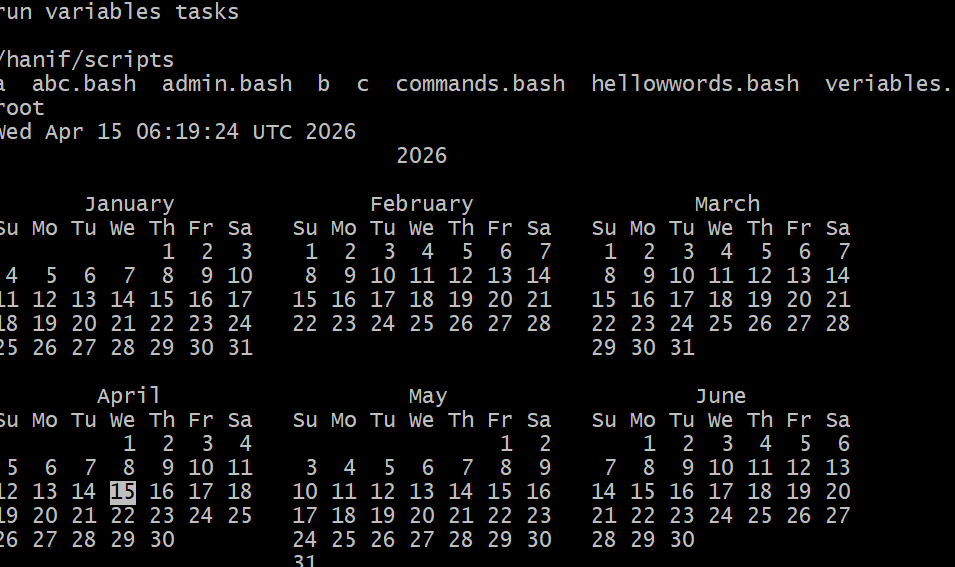 run variables tasks
/hanif/scripts
a  abc.bash  admin.bash  b  c  commands.bash  hellowwords.bash  veriables.
root
Wed Apr 15 06:19:24 UTC 2026
2026
January February March
Su Mo Tu We Th Fr Sa   Su Mo Tu We Th Fr Sa   Su Mo Tu We Th Fr Sa
1 2 3   1 2 3 4 5 6 7   1 2 3 4 5 6 7
4 5 6 7 8 9 10   8 9 10 11 12 13 14   8 9 10 11 12 13 14
11 12 13 14 15 16 17   15 16 17 18 19 20 21   15 16 17 18 19 20 21
18 19 20 21 22 23 24   22 23 24 25 26 27 28   22 23 24 25 26 27 28
25 26 27 28 29 30 31   29 30 31
April May June
Su Mo Tu We Th Fr Sa   Su Mo Tu We Th Fr Sa   Su Mo Tu We Th Fr Sa
1 2 3 4   1 2   1 2 3 4 5 6
5 6 7 8 9 10 11   3 4 5 6 7 8 9   7 8 9 10 11 12 13
12 13 14 15 16 17 18   10 11 12 13 14 15 16   14 15 16 17 18 19 20
19 20 21 22 23 24 25   17 18 19 20 21 22 23   21 22 23 24 25 26 27
26 27 28 29 30   24 25 26 27 28 29 30   28 29 30
31